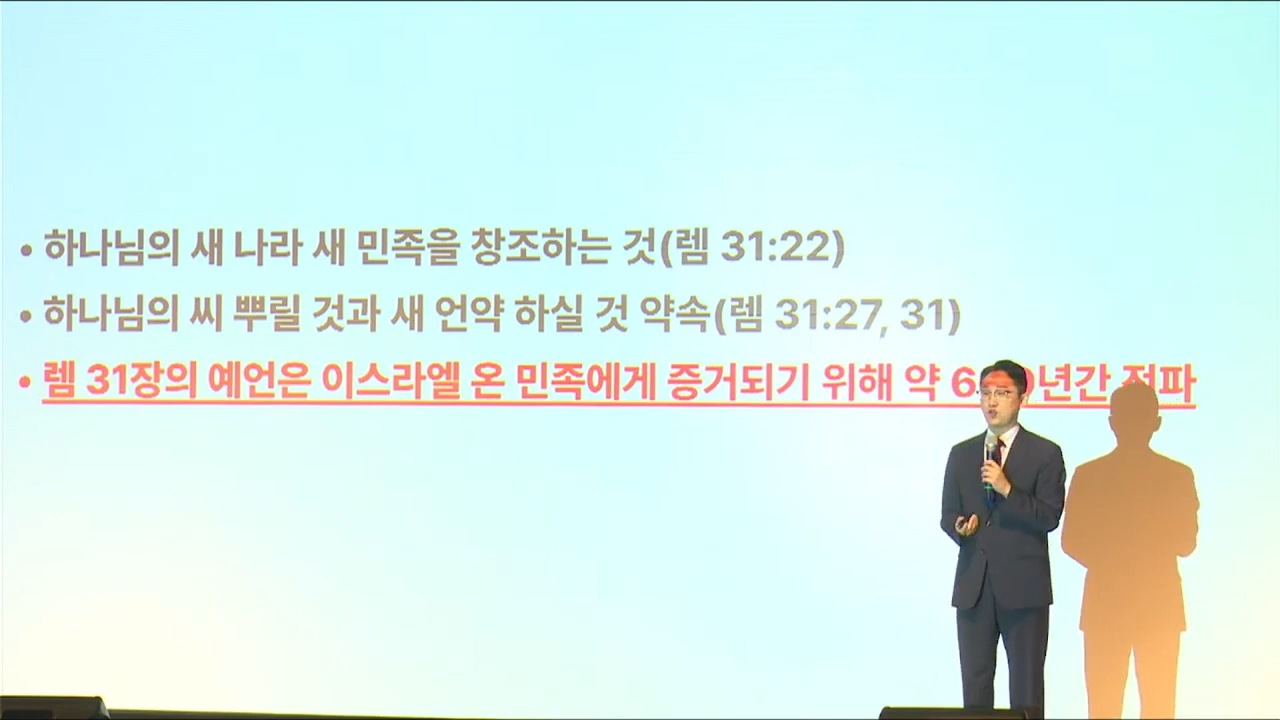 • 하나님의 새 나라 새 민족을 창조하는 것(렘 31:22)
• 하나님의 씨 뿌릴 것과 새 언약 하실 것 약속(렘 31:27, 31)
• 렘 31장의 예언은 이스라엘 온 민족에게 증거되기 위해 약